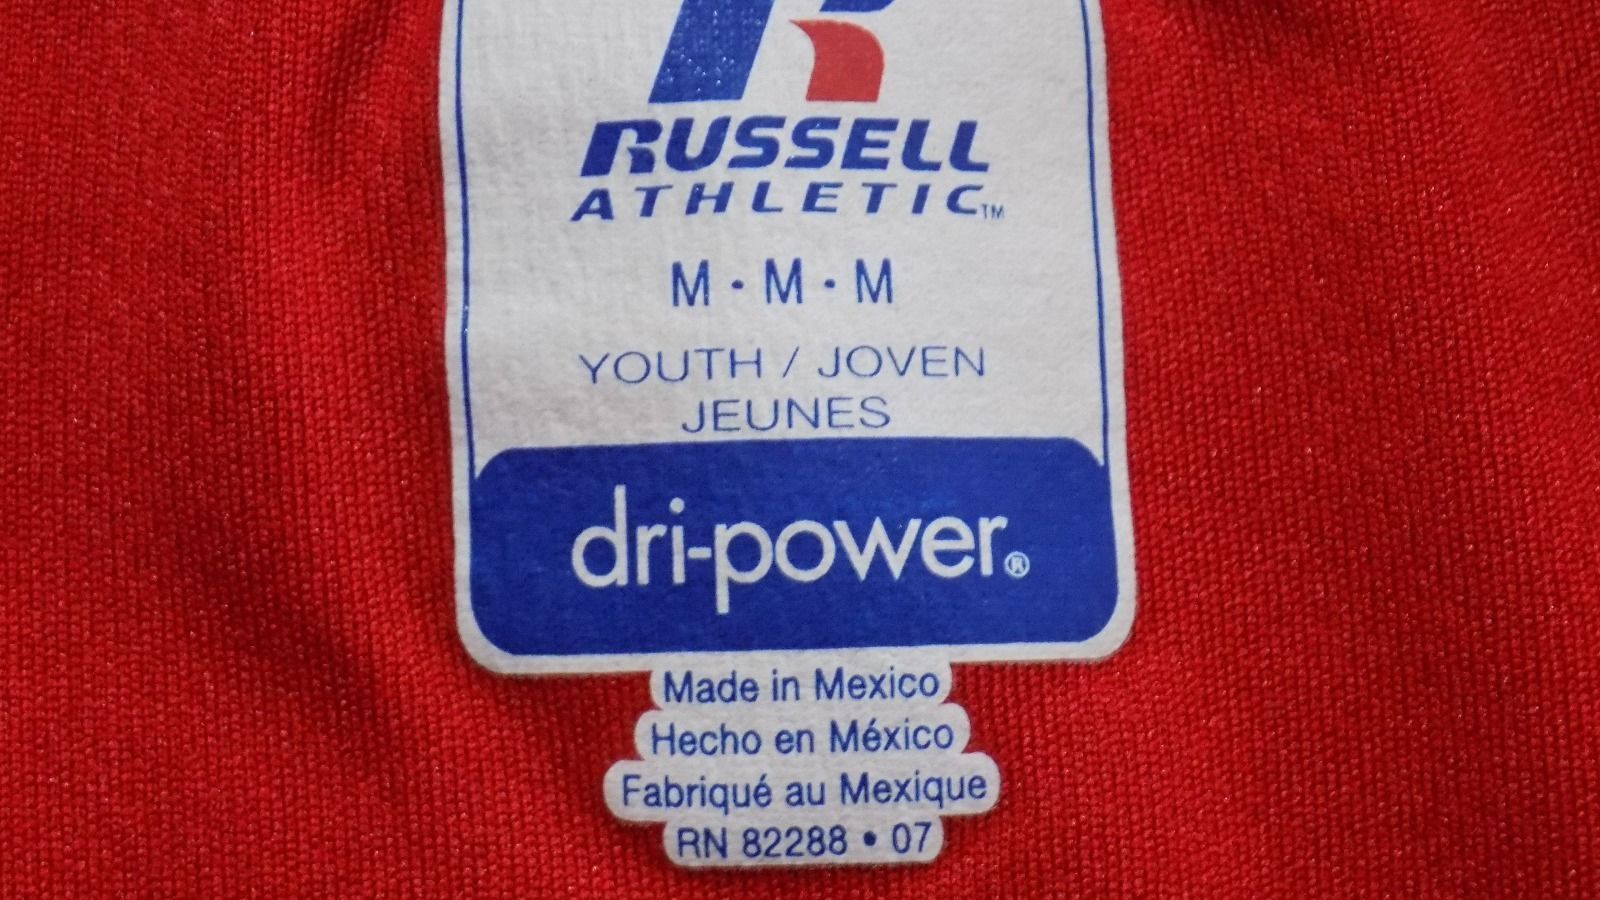 RUSSELL
ATHLETIC™
M · M · M
YOUTH / JOVEN
JEUNES
dri-power®
Made in Mexico
Hecho en México
Fabriqué au Mexique
RN 82288 • 07